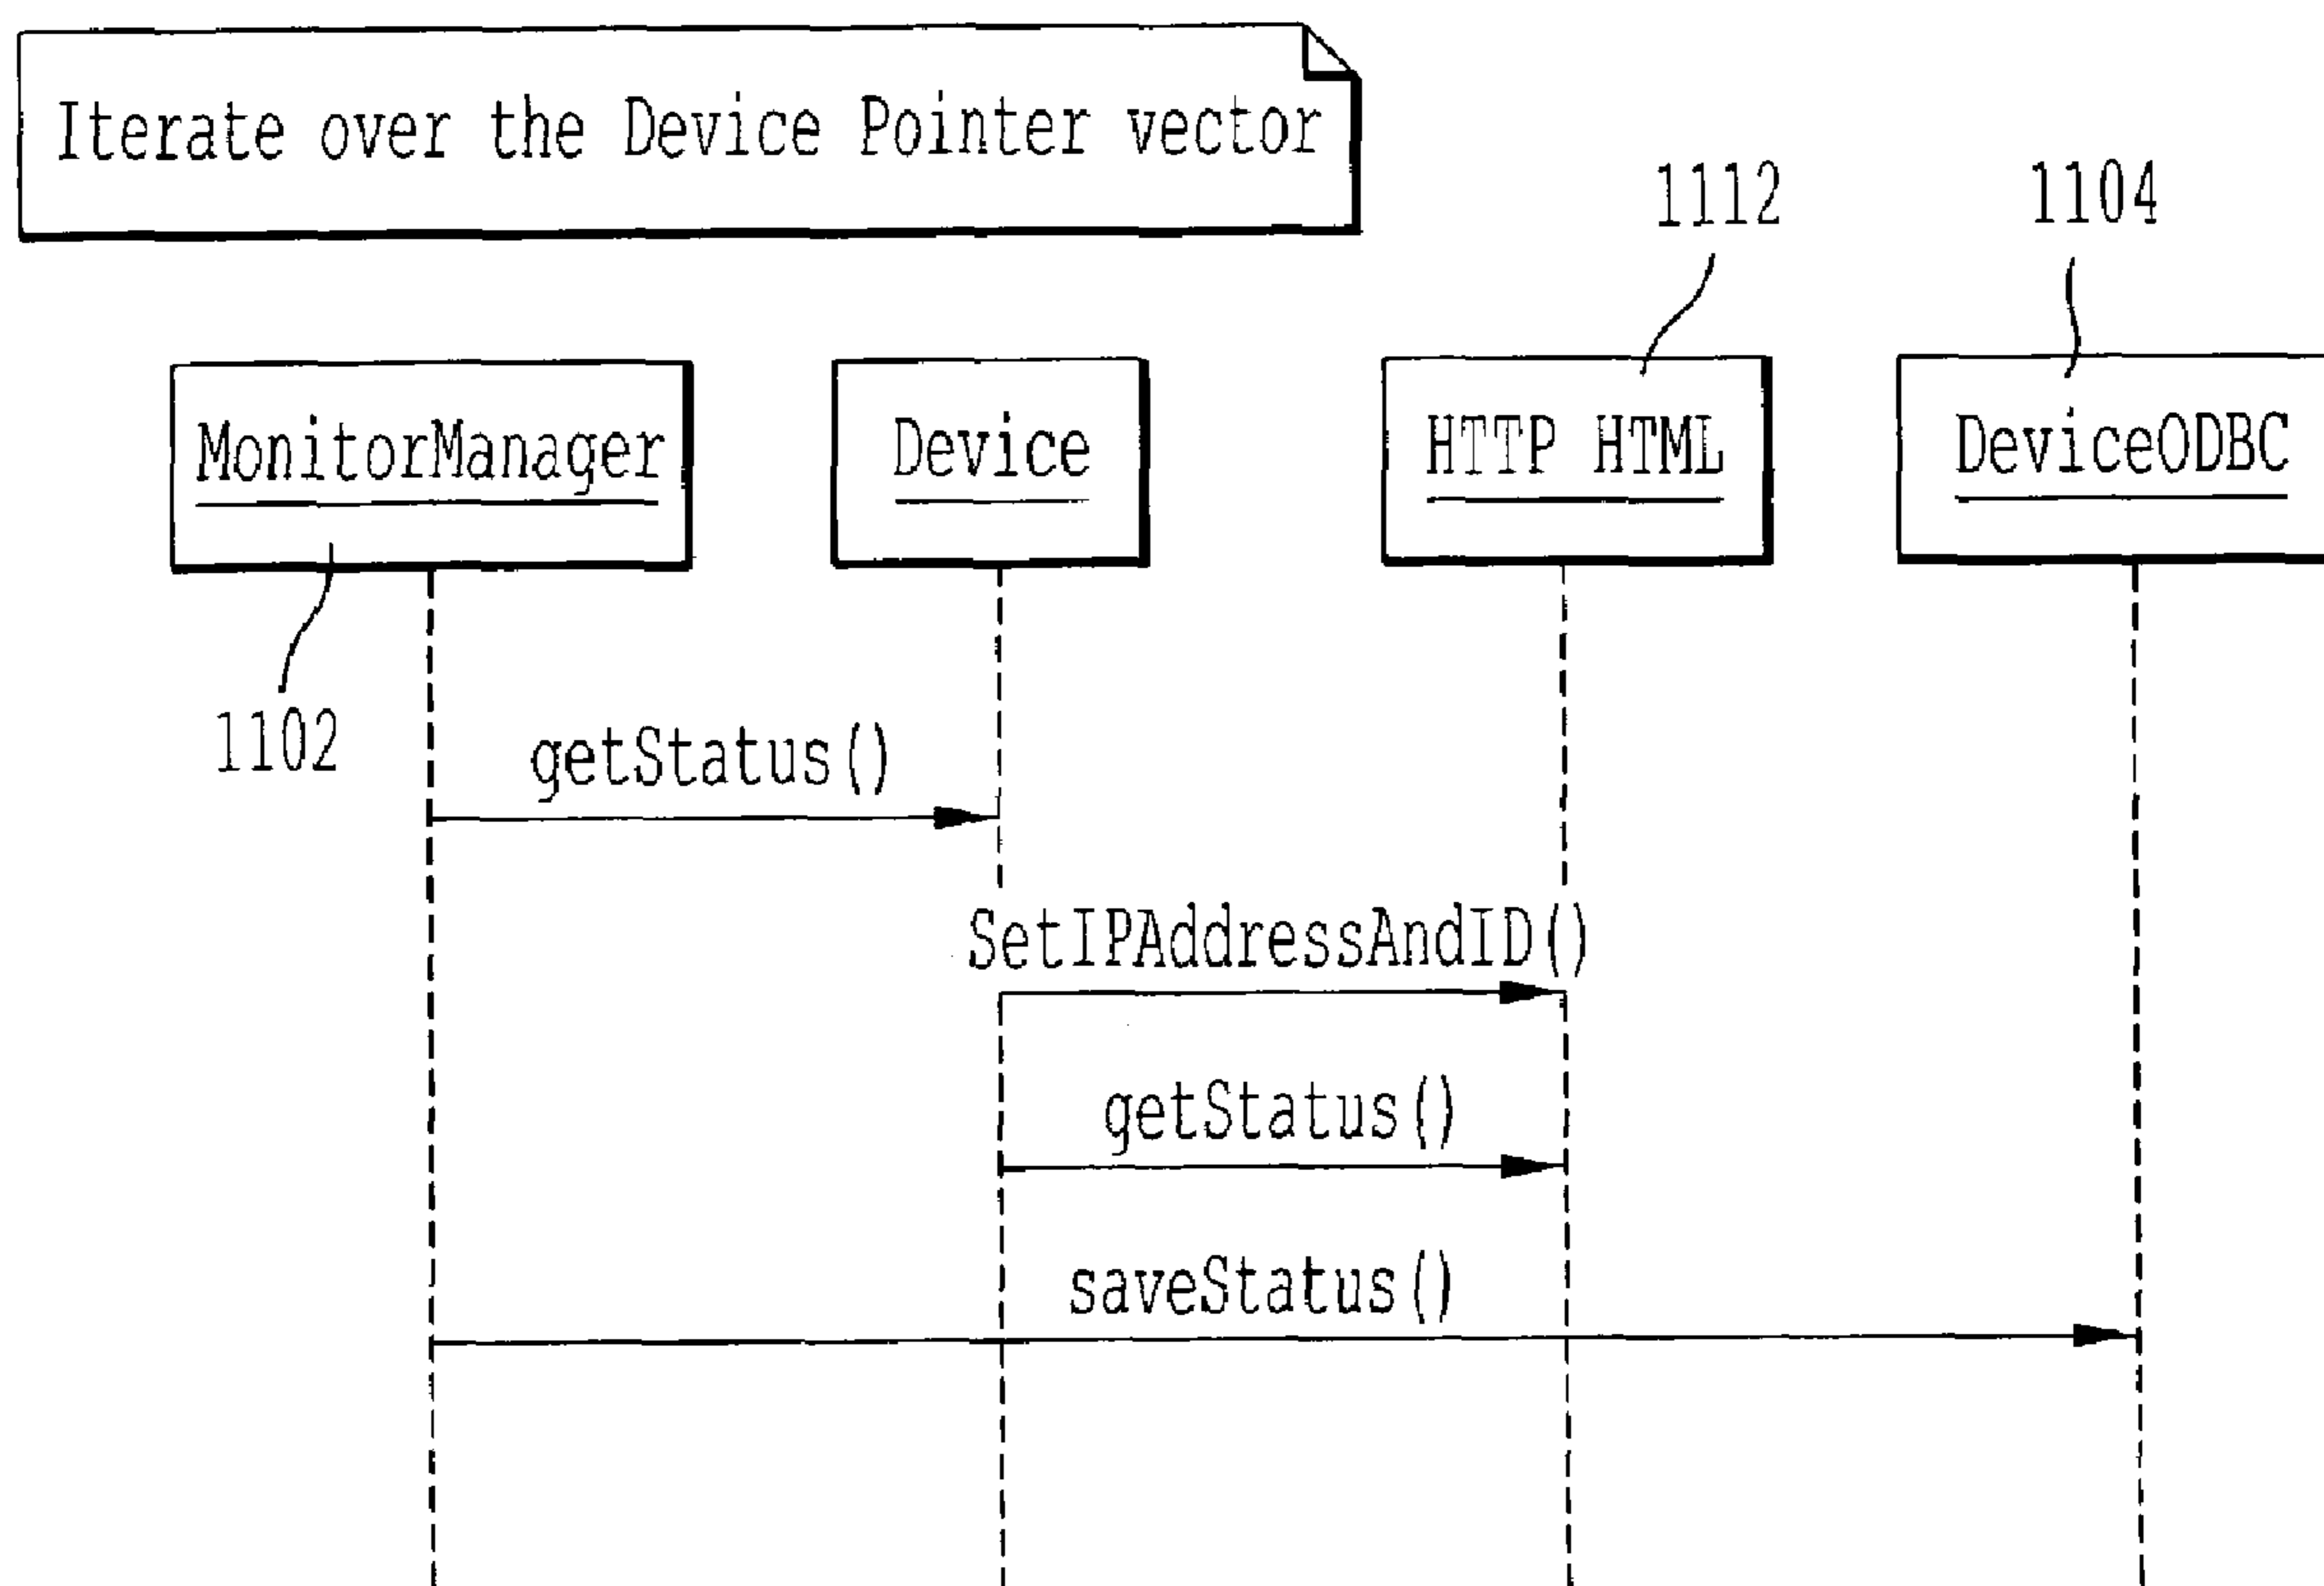 Iterate over the Device Pointer vector
1112
1104
MonitorManager
Device
HTTP HTML
DeviceODBC
1102
getStatus()
SetIPAddressAndID()
getStatus()
saveStatus()